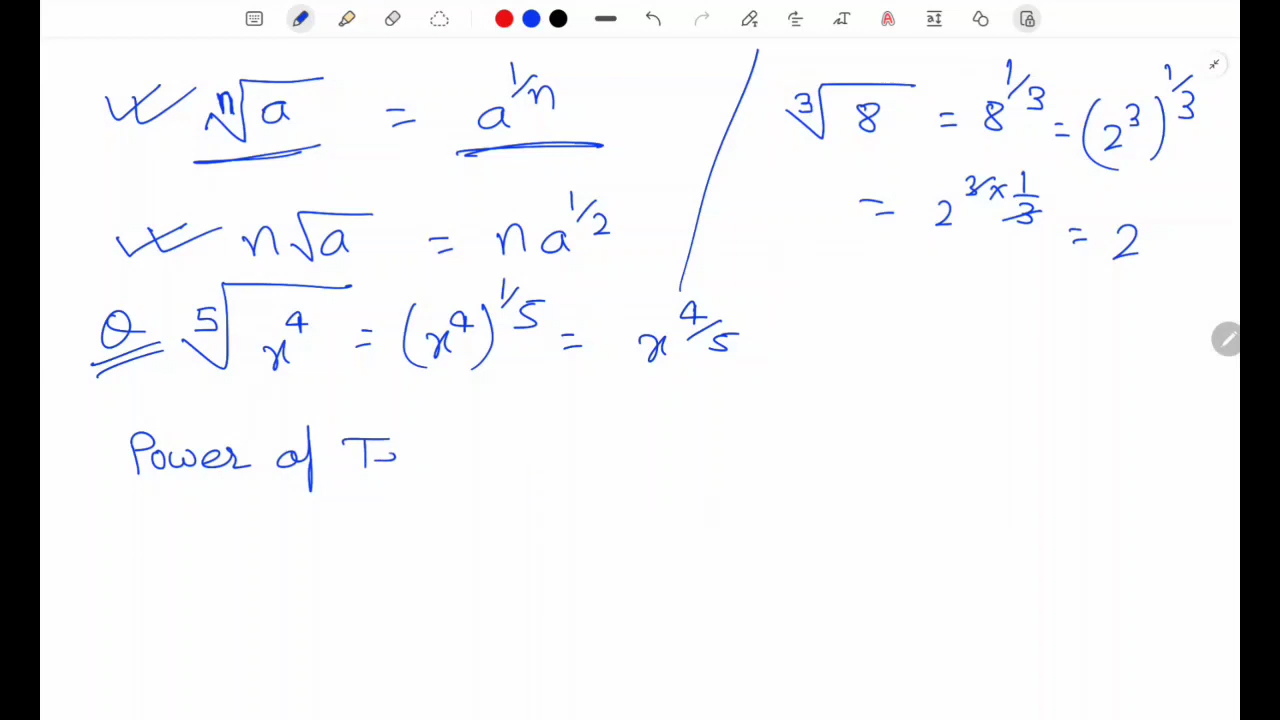 ⁿ√a = a^1/n
n√a = na^1/2
Q ⁵√x⁴ = (x⁴)^1/5 = x^4/5
Power of T
³√8 = 8^1/3 = (2³)^1/3
= 2^3×1/3 = 2